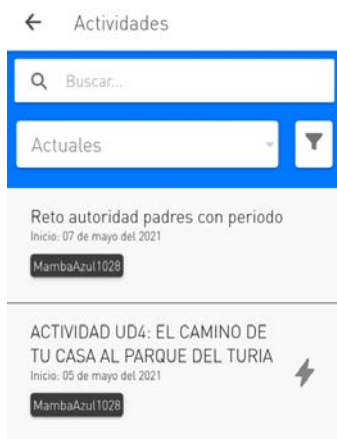 Actividades
Buscar...
Actuales
Reto autoridad padres con periodo
Inicio: 07 de mayo del 2021
MambaAzul1028
ACTIVIDAD UD4: EL CAMINO DE
TU CASA AL PARQUE DEL TURIA
Inicio: 05 de mayo del 2021
MambaAzul1028